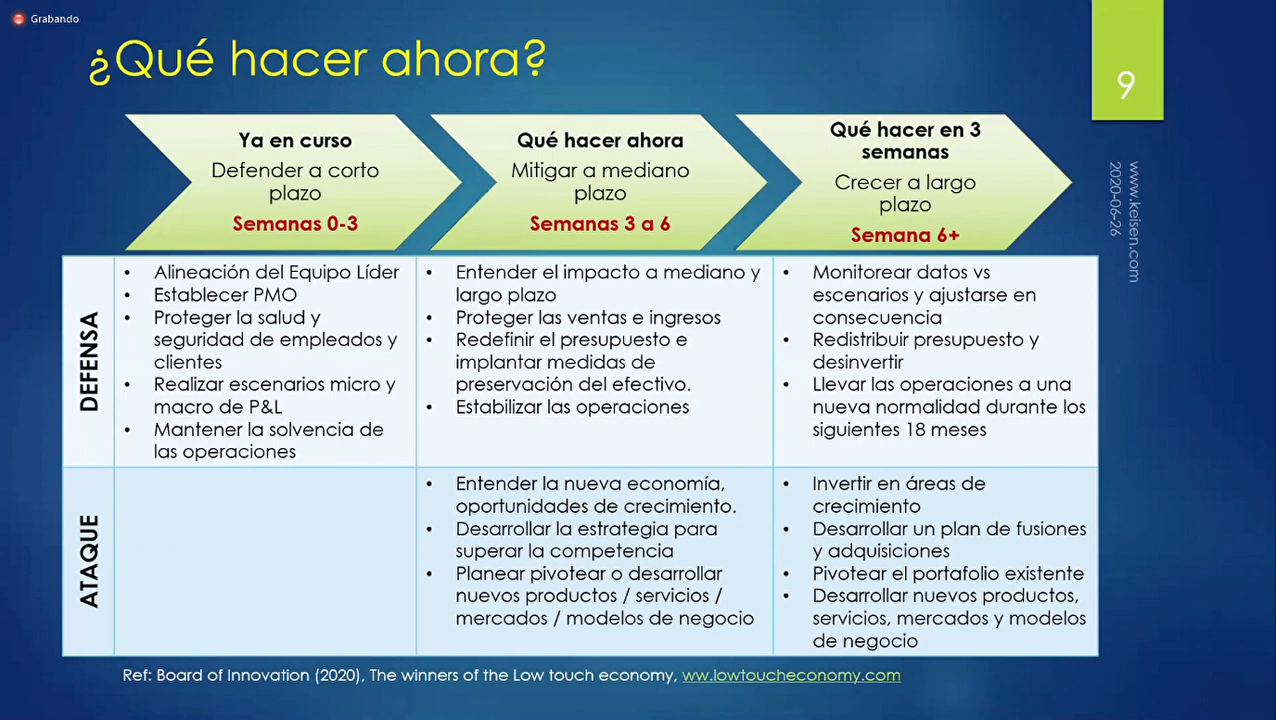 Grabando
¿Qué hacer ahora?
9
Ya en curso
Defender a corto
plazo
Semanas 0-3
Qué hacer ahora
Mitigar a mediano
plazo
Semanas 3 a 6
Qué hacer en 3
semanas
Crecer a largo
plazo
Semana 6+
www.keisen.com
2020-06-26
DEFENSA
• Alineación del Equipo Líder
• Establecer PMO
• Proteger la salud y
seguridad de empleados y
clientes
• Realizar escenarios micro y
macro de P&L
• Mantener la solvencia de
las operaciones
• Entender el impacto a mediano y
largo plazo
• Proteger las ventas e ingresos
• Redefinir el presupuesto e
implantar medidas de
preservación del efectivo.
• Estabilizar las operaciones
• Monitorear datos vs
escenarios y ajustarse en
consecuencia
• Redistribuir presupuesto y
desinvertir
• Llevar las operaciones a una
nueva normalidad durante los
siguientes 18 meses
ATAQUE
• Entender la nueva economía,
oportunidades de crecimiento.
• Desarrollar la estrategia para
superar la competencia
• Planear pivotear o desarrollar
nuevos productos / servicios /
mercados / modelos de negocio
• Invertir en áreas de
crecimiento
• Desarrollar un plan de fusiones
y adquisiciones
• Pivotear el portafolio existente
• Desarrollar nuevos productos,
servicios, mercados y modelos
de negocio
Ref: Board of Innovation (2020), The winners of the Low touch economy, ww.lowtoucheconomy.com